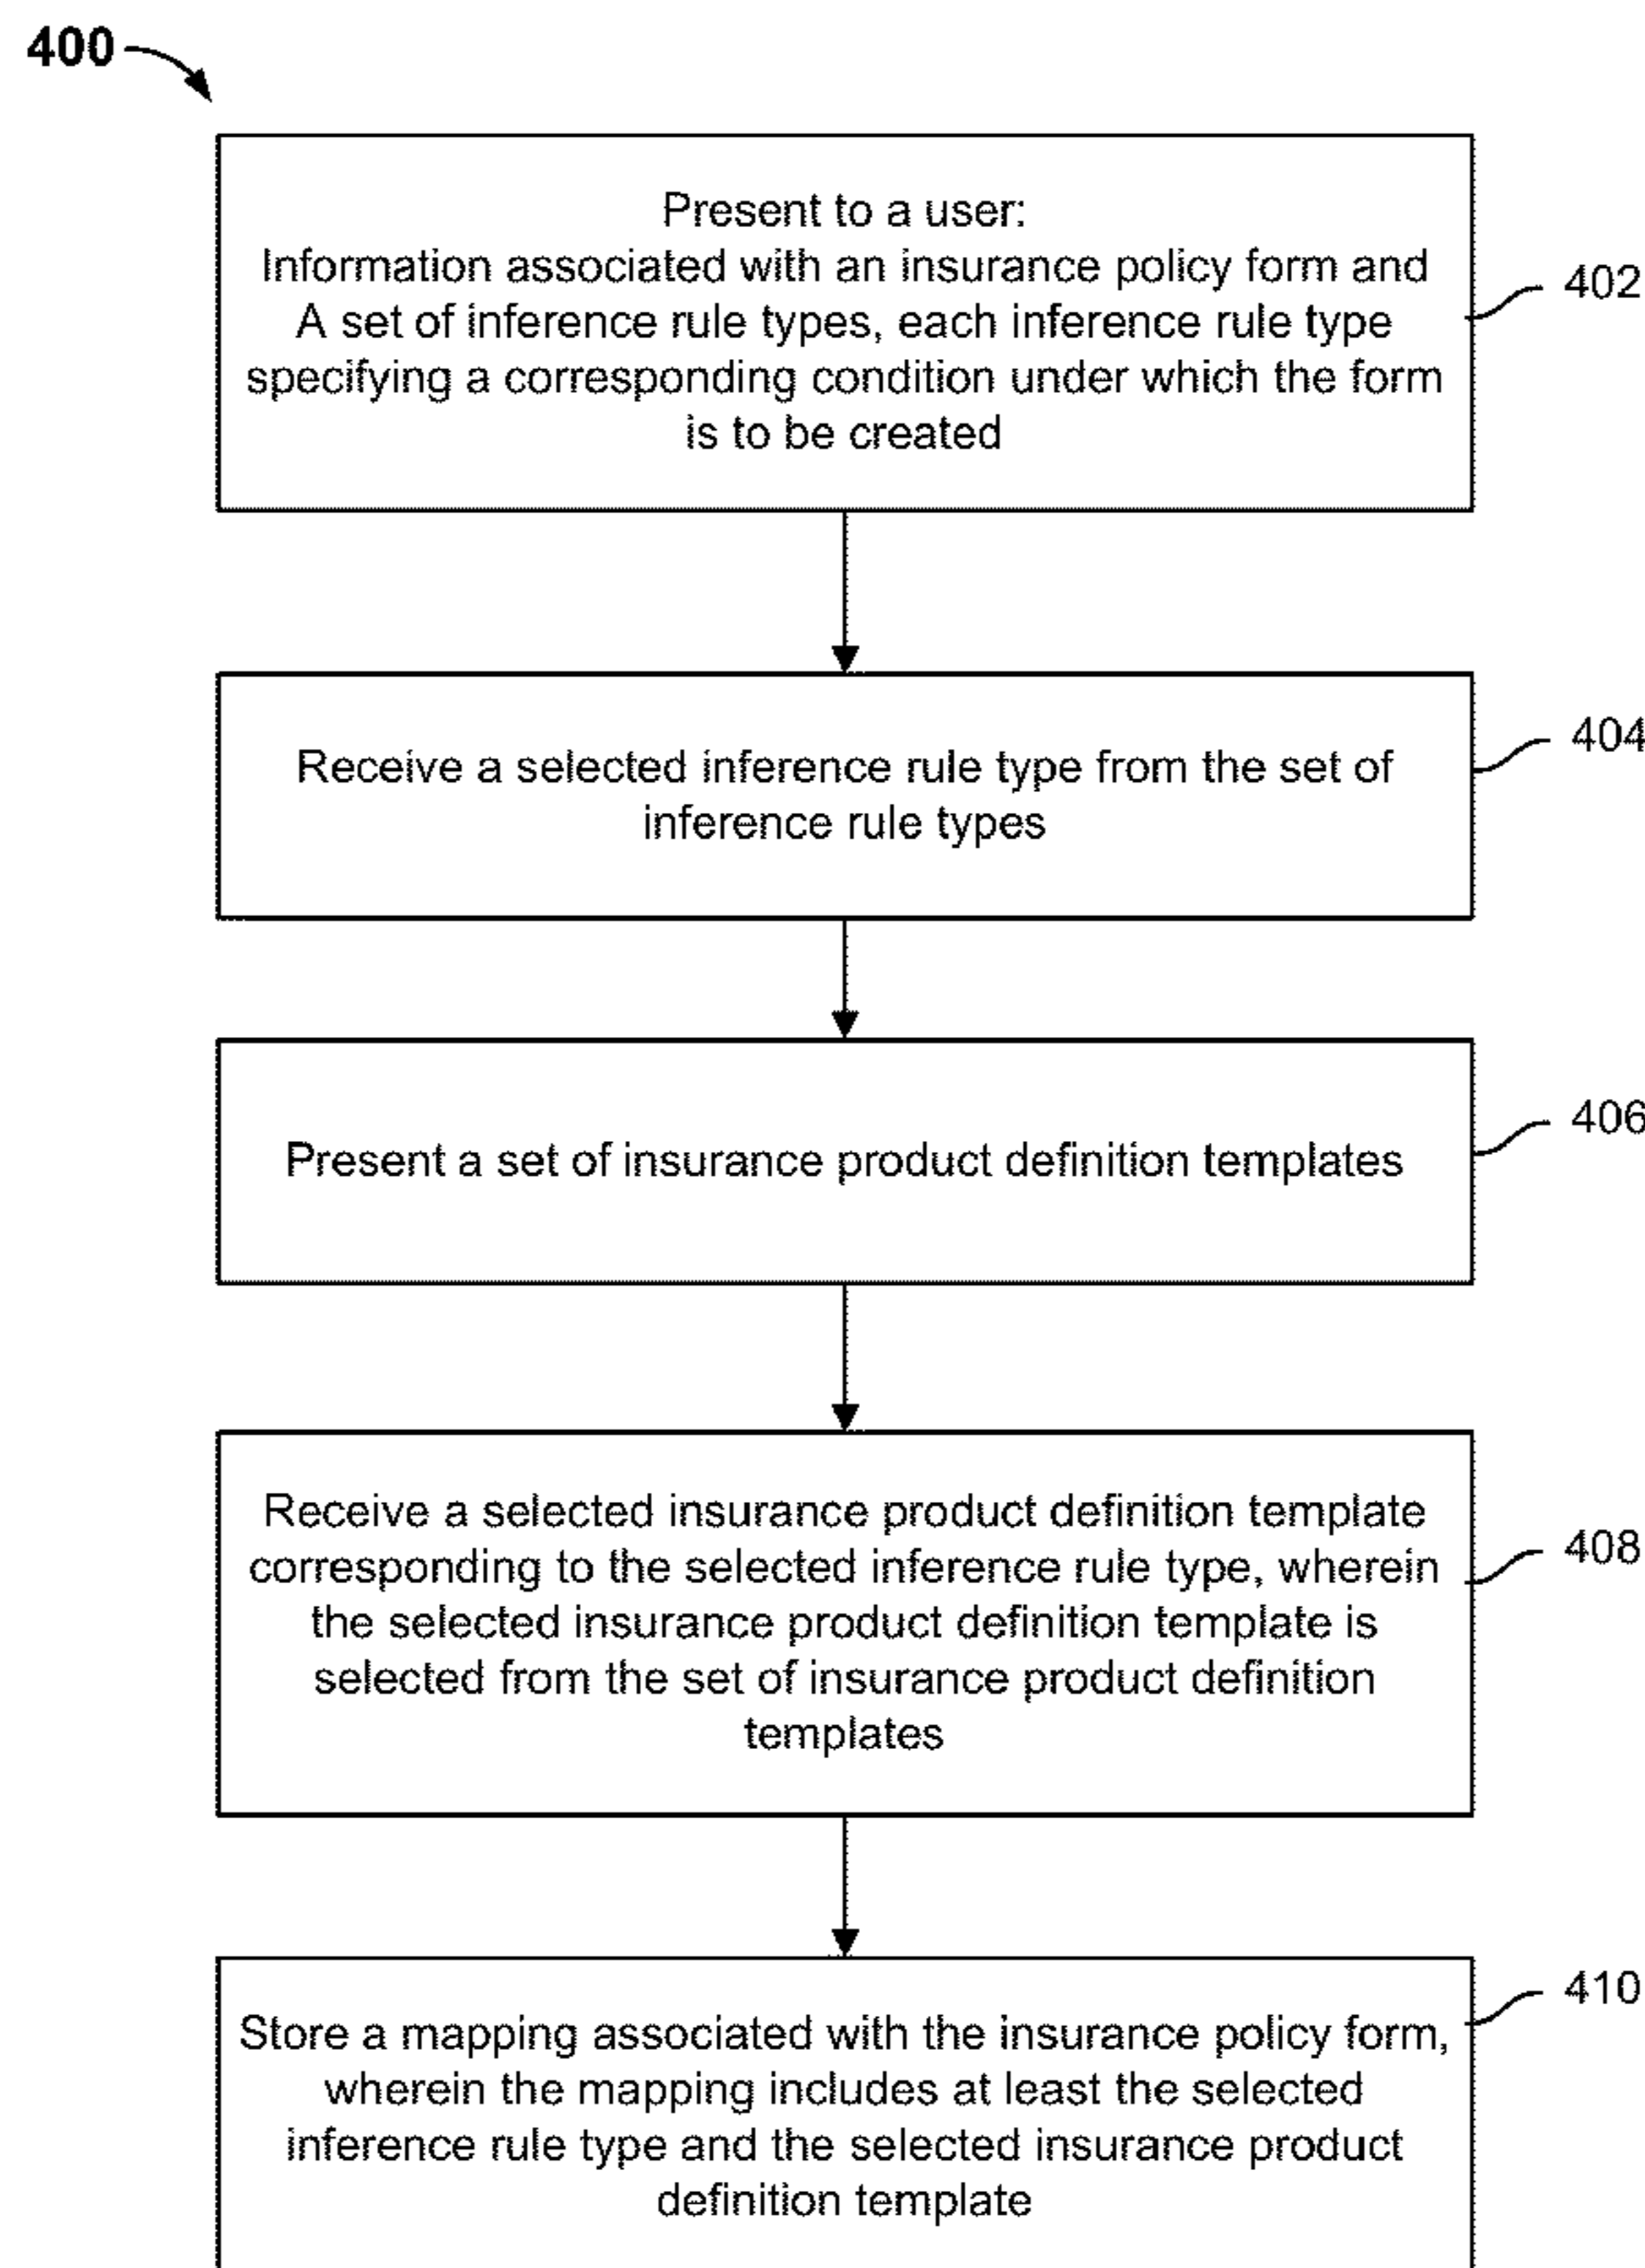 400
Present to a user:
Information associated with an insurance policy form and
A set of inference rule types, each inference rule type
specifying a corresponding condition under which the form
is to be created
402
Receive a selected inference rule type from the set of
inference rule types
404
Present a set of insurance product definition templates
406
Receive a selected insurance product definition template
corresponding to the selected inference rule type, wherein
the selected insurance product definition template is
selected from the set of insurance product definition
templates
408
Store a mapping associated with the insurance policy form,
wherein the mapping includes at least the selected
inference rule type and the selected insurance product
definition template
410